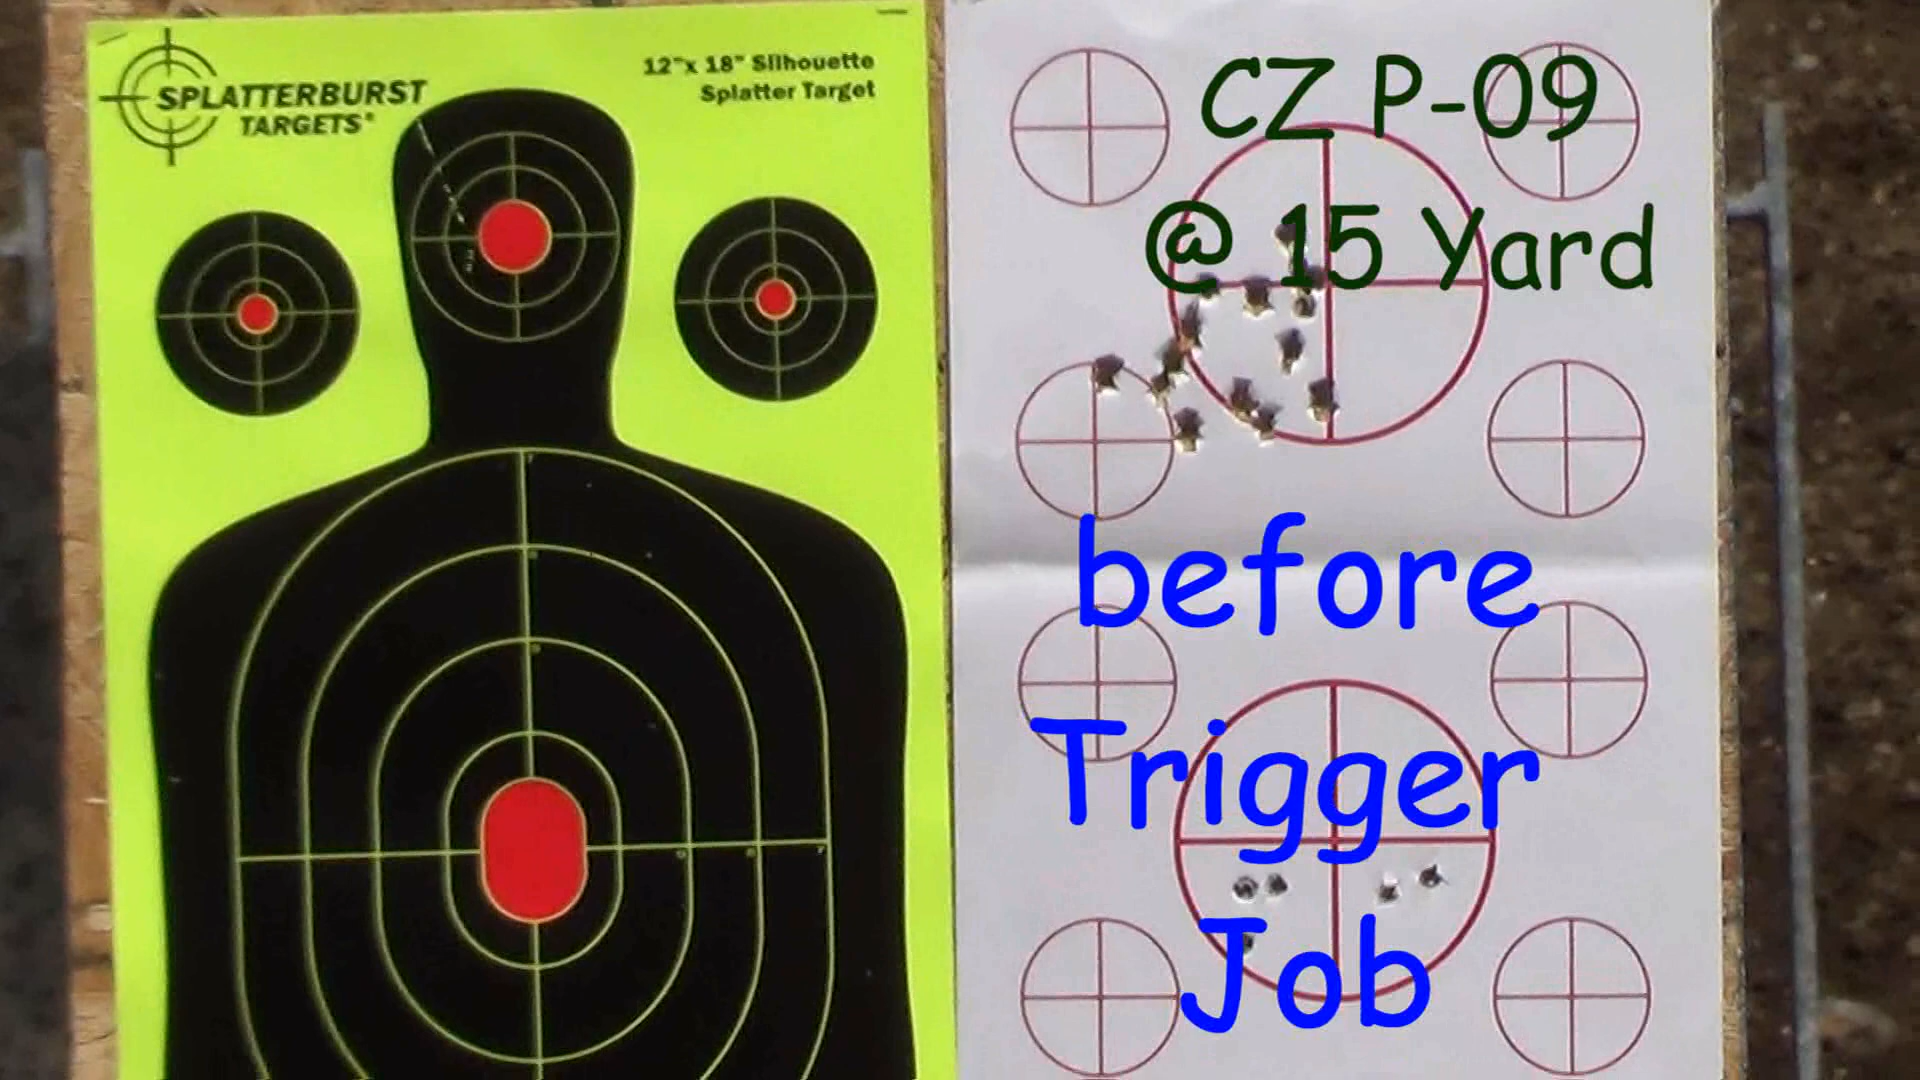 SPLATTERBURST
TARGETS®
12"x 18" Silhouette
Splatter Target
CZ P-09
@ 15 Yard
before
Trigger
Job